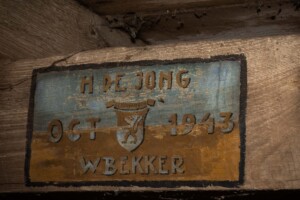 H DE JONG
OCT 1943
W BEKKER